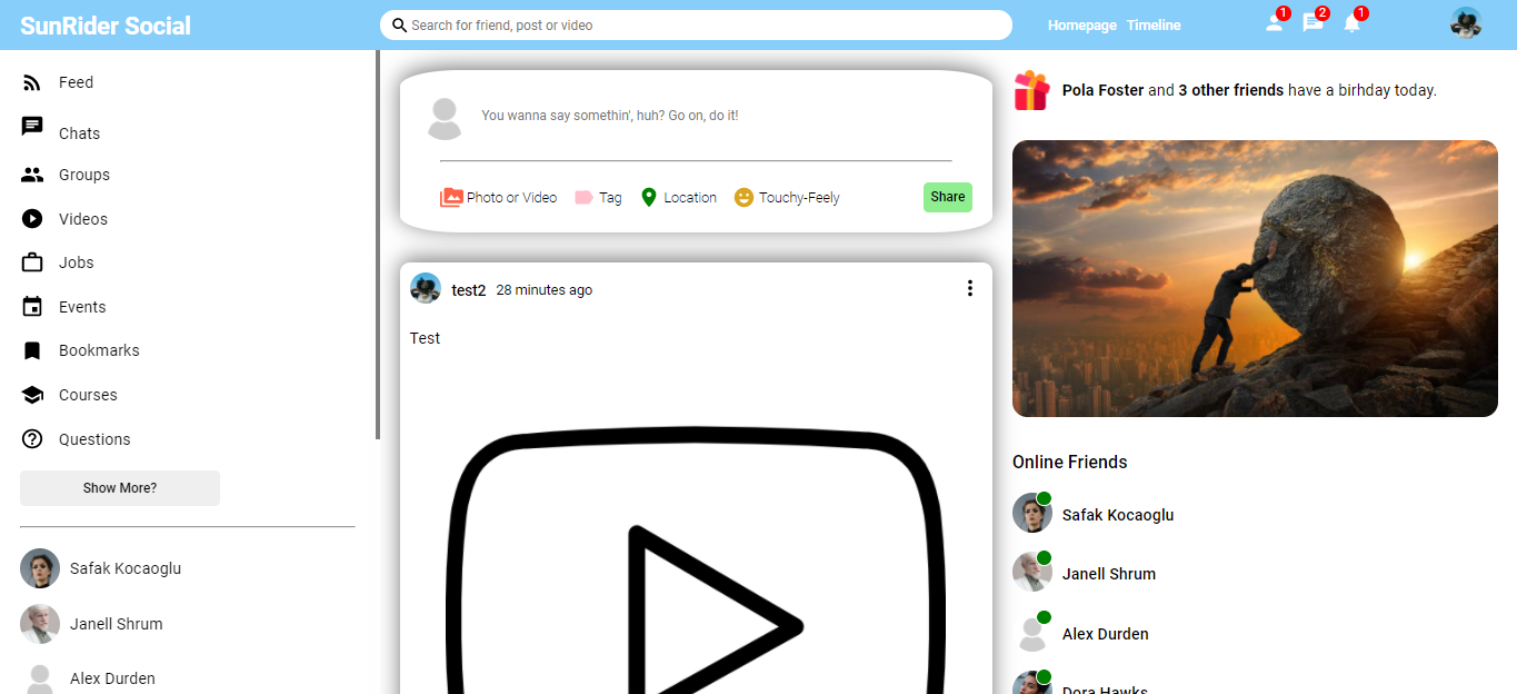 SunRider Social
Search for friend, post or video
Homepage Timeline
1
2
1
Feed
Chats
Groups
Videos
Jobs
Events
Bookmarks
Courses
Questions
Show More?
Safak Kocaoglu
Janell Shrum
Alex Durden
You wanna say somethin', huh? Go on, do it!
Photo or Video Tag Location Touchy-Feely Share
test2 28 minutes ago
Test
Pola Foster and 3 other friends have a birhday today.
Online Friends
Safak Kocaoglu
Janell Shrum
Alex Durden
Dora Hawks